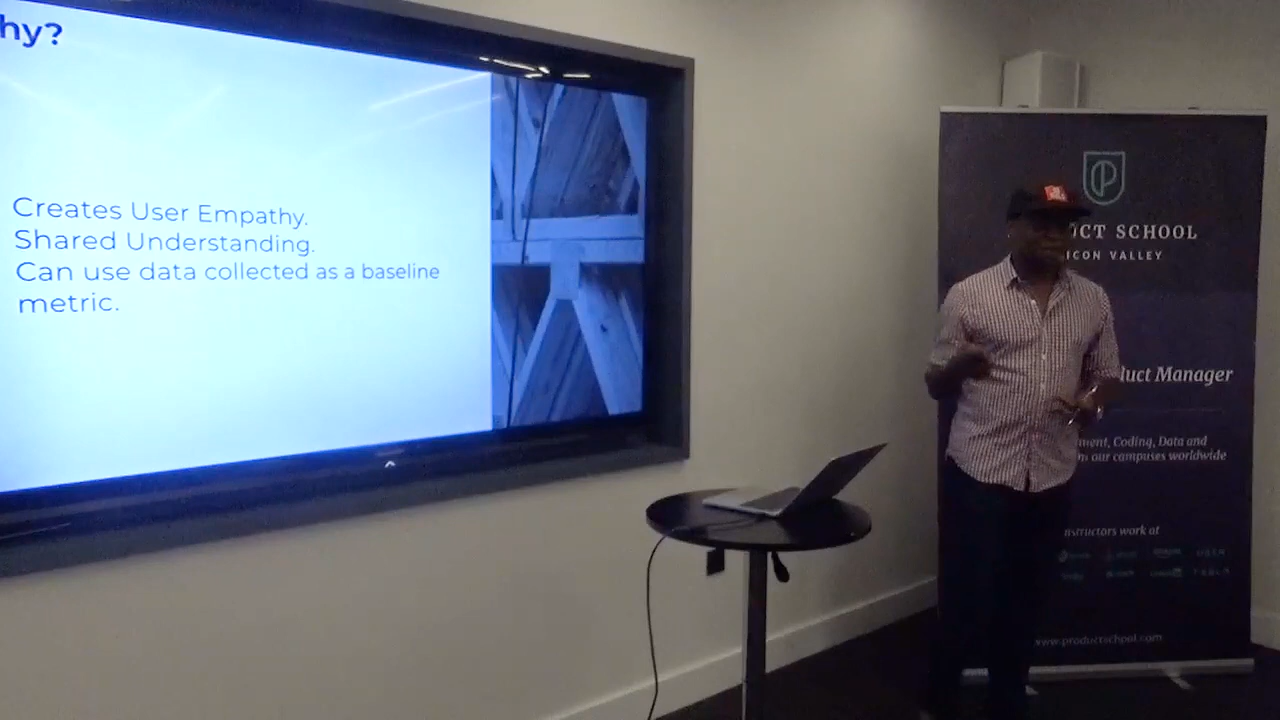 hy?
Creates User Empathy.
Shared Understanding.
Can use data collected as a baseline
metric.
UCT SCHOOL
ICON VALLEY
duct Manager
ment, Coding, Data and
our campuses worldwide
nstructors work at
www.productschool.com